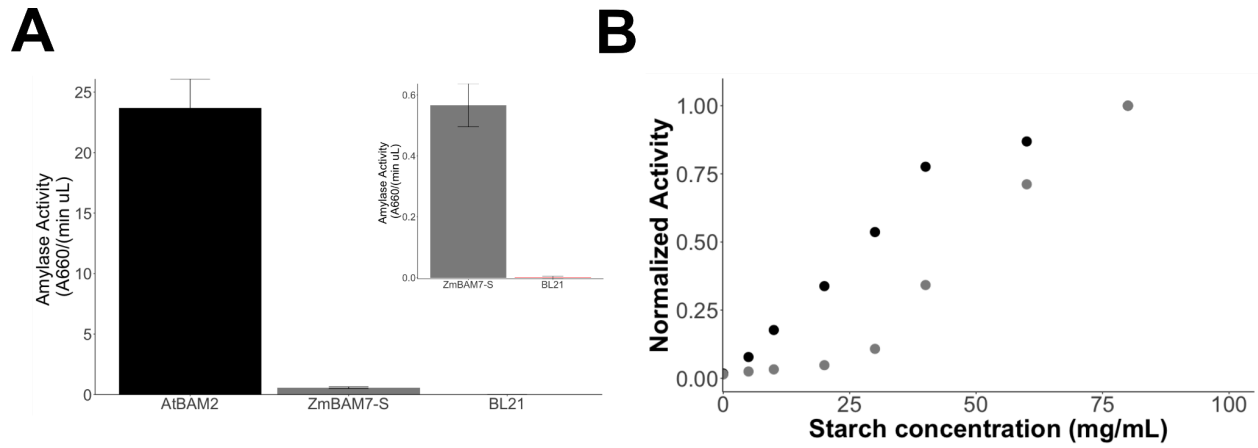 A
Amylase Activity
(A660/(min uL)
25
20
15
10
5
0
AtBAM2
ZmBAM7-S
BL21
Amylase Activity
(A660/(min uL)
0.6
0.4
0.2
0.0
ZmBAM7-S
BL21
B
Normalized Activity
1.00
0.75
0.50
0.25
0.00
0
25
50
75
100
Starch concentration (mg/mL)